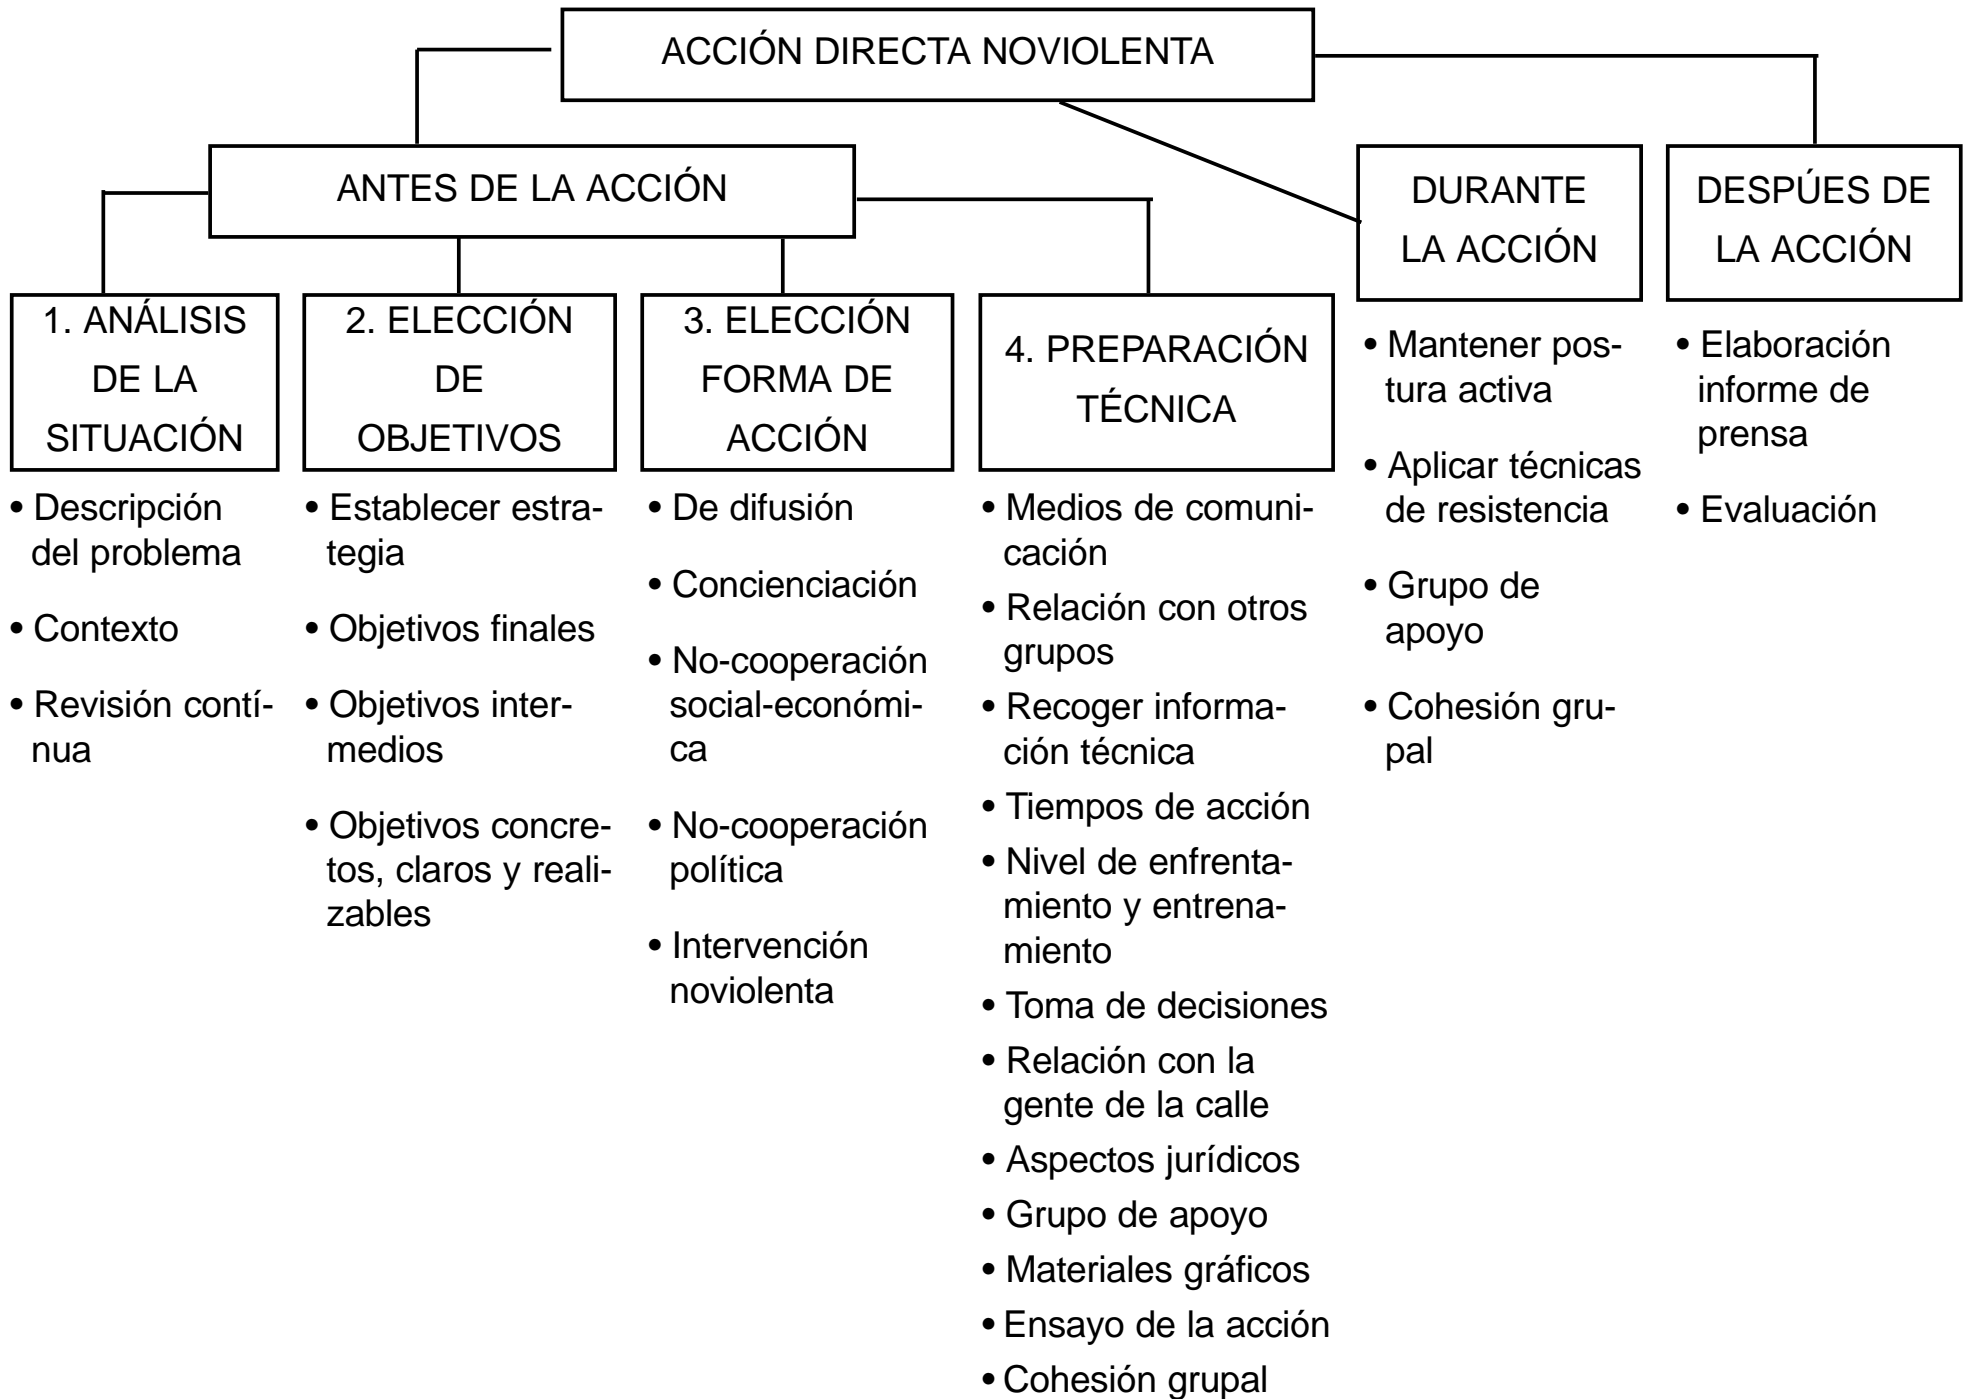 ACCIÓN DIRECTA NOVIOLENTA
ANTES DE LA ACCIÓN
1. ANÁLISIS
DE LA
SITUACIÓN
• Descripción
del problema
• Contexto
• Revisión contí-
nua
2. ELECCIÓN
DE
OBJETIVOS
• Establecer estra-
tegia
• Objetivos finales
• Objetivos inter-
medios
• Objetivos concre-
tos, claros y reali-
zables
3. ELECCIÓN
FORMA DE
ACCIÓN
• De difusión
• Concienciación
• No-cooperación
social-económi-
ca
• No-cooperación
política
• Intervención
noviolenta
4. PREPARACIÓN
TÉCNICA
• Medios de comuni-
cación
• Relación con otros
grupos
• Recoger informa-
ción técnica
• Tiempos de acción
• Nivel de enfrenta-
miento y entrena-
miento
• Toma de decisiones
• Relación con la
gente de la calle
• Aspectos jurídicos
• Grupo de apoyo
• Materiales gráficos
• Ensayo de la acción
• Cohesión grupal
DURANTE
LA ACCIÓN
• Mantener pos-
tura activa
• Aplicar técnicas
de resistencia
• Grupo de
apoyo
• Cohesión gru-
pal
DESPÚES DE
LA ACCIÓN
• Elaboración
informe de
prensa
• Evaluación